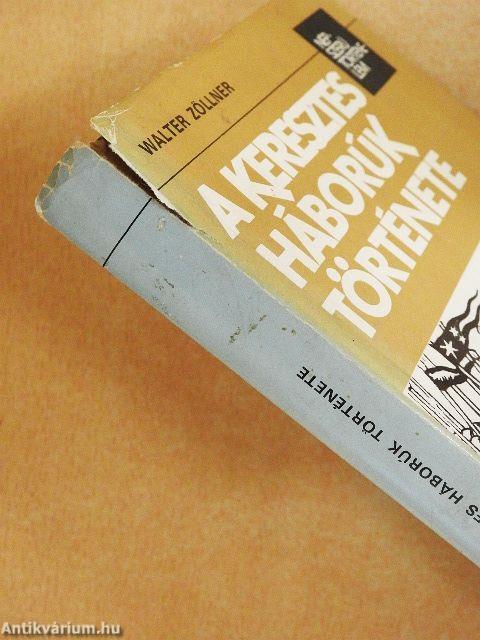 WALTER ZÖLLNER
A KERESZTES
HÁBORÚK
TÖRTÉNETE
ES HÁBORÚK TÖRTÉNETE
Antikvárium.hu